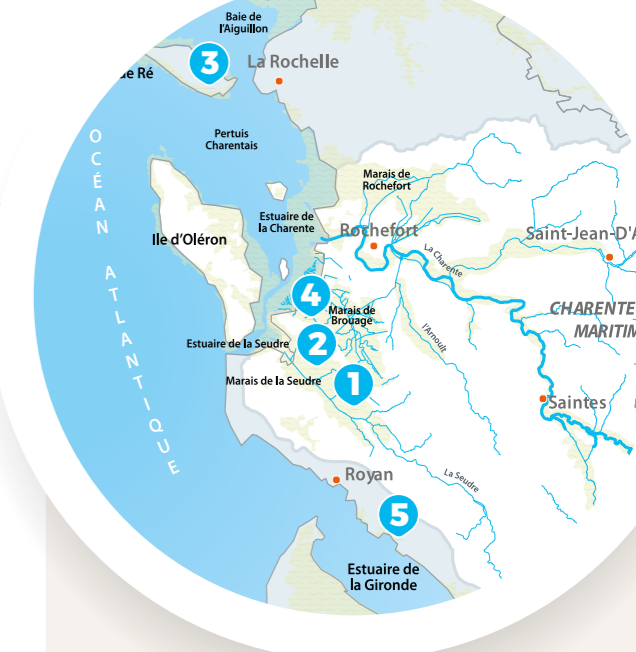 Baie de
l'Aiguillon
3
La Rochelle
de Ré
OCÉAN ATLANTIQUE
Pertuis
Charentais
Marais de
Rochefort
Estuaire de
la Charente
Rochefort
Ile d'Oléron
La Charente
Saint-Jean-D'A
4
Marais de
Brouage
CHARENTE
MARITIM
Estuaire de la Seudre
2
l'Arnoult
Marais de la Seudre
1
Saintes
Royan
La Seudre
5
Estuaire de
la Gironde